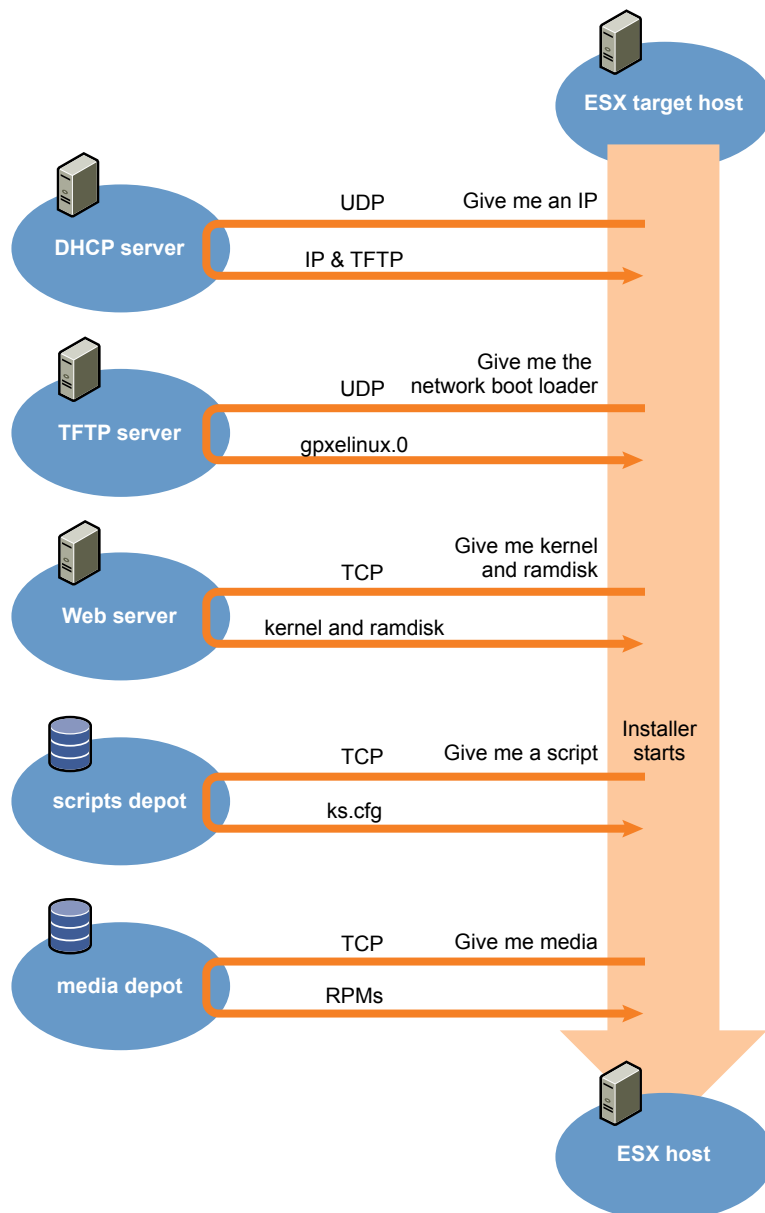 ESX target host
UDP
Give me an IP
DHCP server
IP & TFTP
Give me the
network boot loader
UDP
TFTP server
gpxelinux.0
Give me kernel
and ramdisk
TCP
Web server
kernel and ramdisk
Installer
starts
TCP
Give me a script
scripts depot
ks.cfg
TCP
Give me media
media depot
RPMs
ESX host